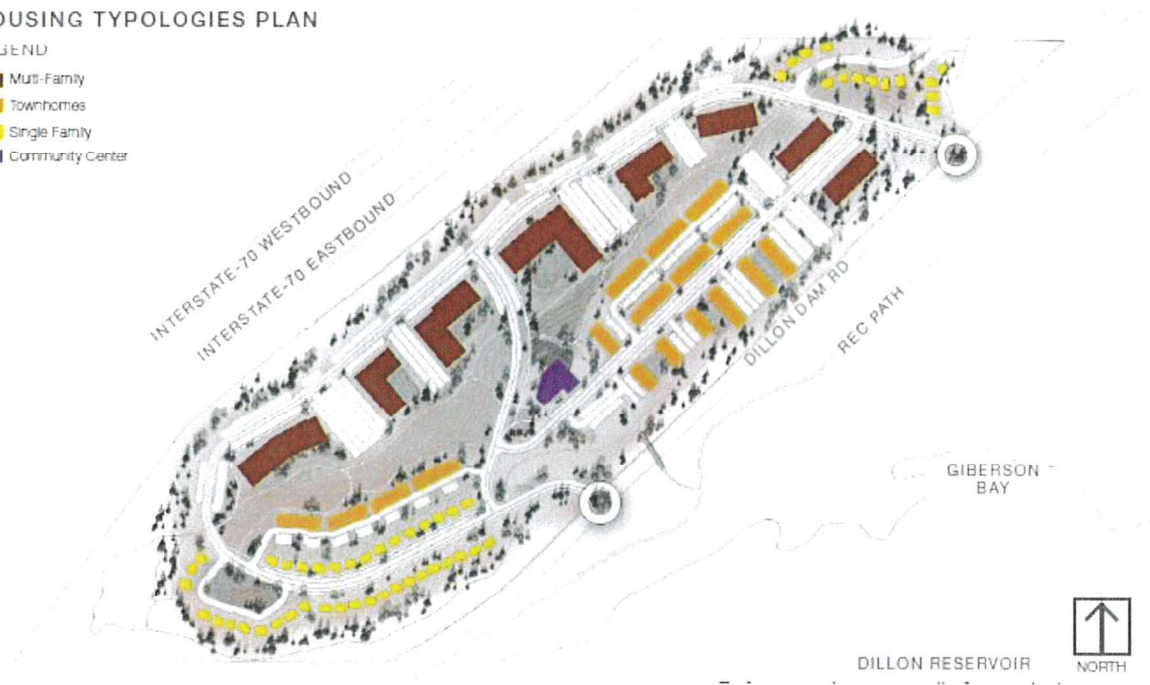 OUSING TYPOLOGIES PLAN
GEND
Multi-Family
Townhomes
Single Family
Community Center
INTERSTATE-70 WESTBOUND
INTERSTATE-70 EASTBOUND
DILLON DAM RD
REC PATH
GIBERSON
BAY
DILLON RESERVOIR
NORTH